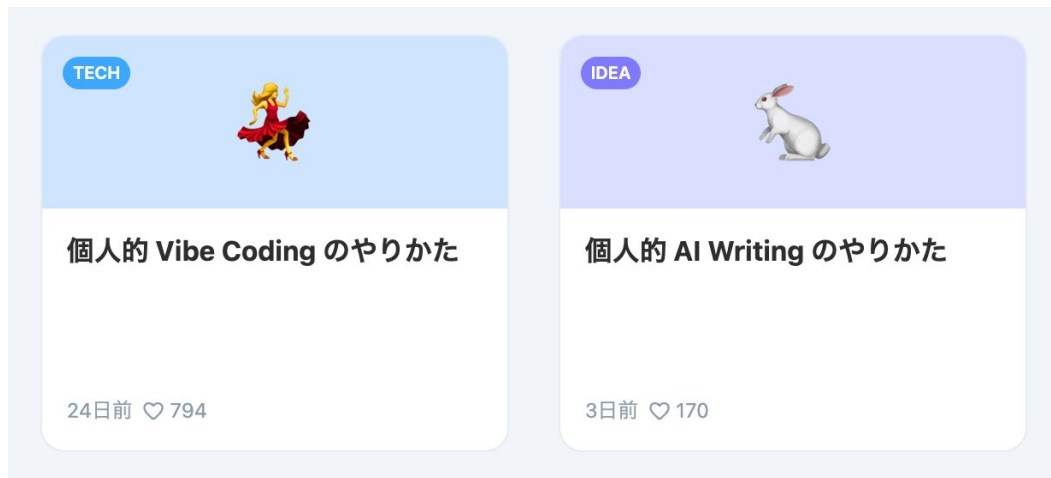 TECH
個人的 Vibe Coding のやりかた
24日前 794
IDEA
個人的 AI Writing のやりかた
3日前 170